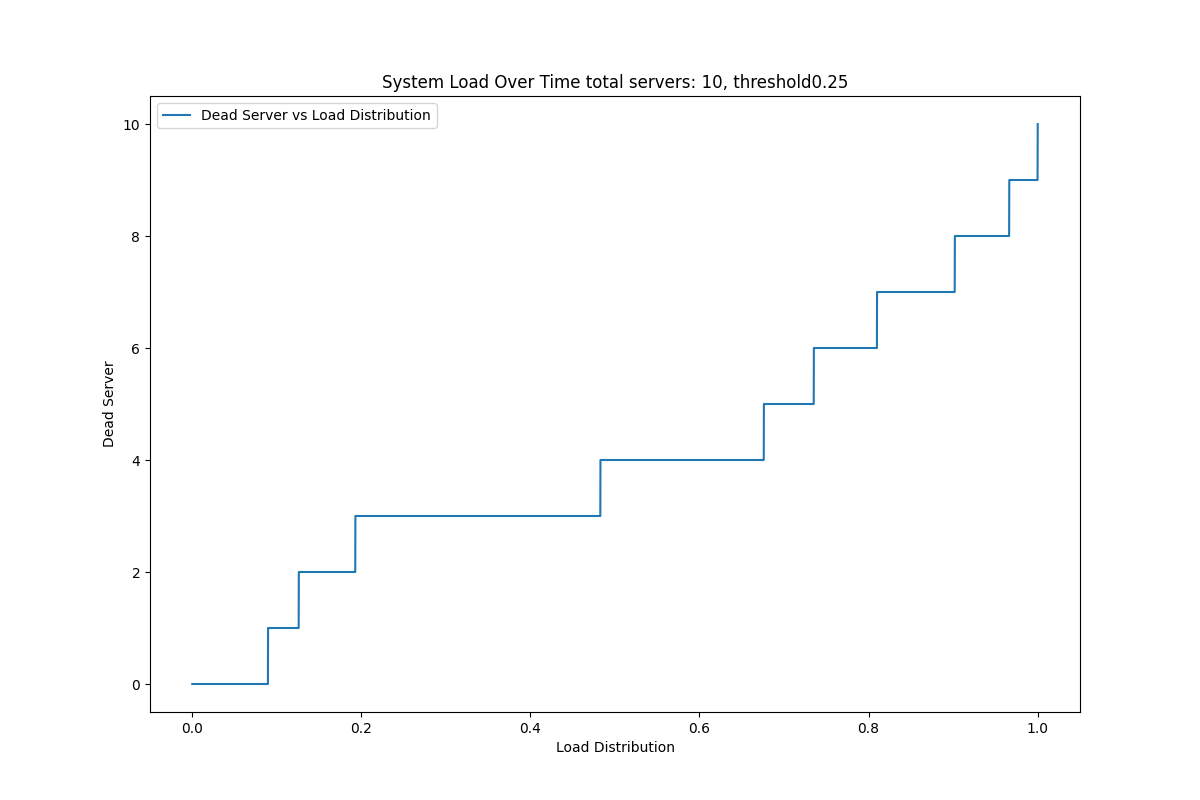 System Load Over Time total servers: 10, threshold0.25
Dead Server vs Load Distribution
10
8
6
4
2
0
Dead Server
0.0 0.2 0.4 0.6 0.8 1.0
Load Distribution